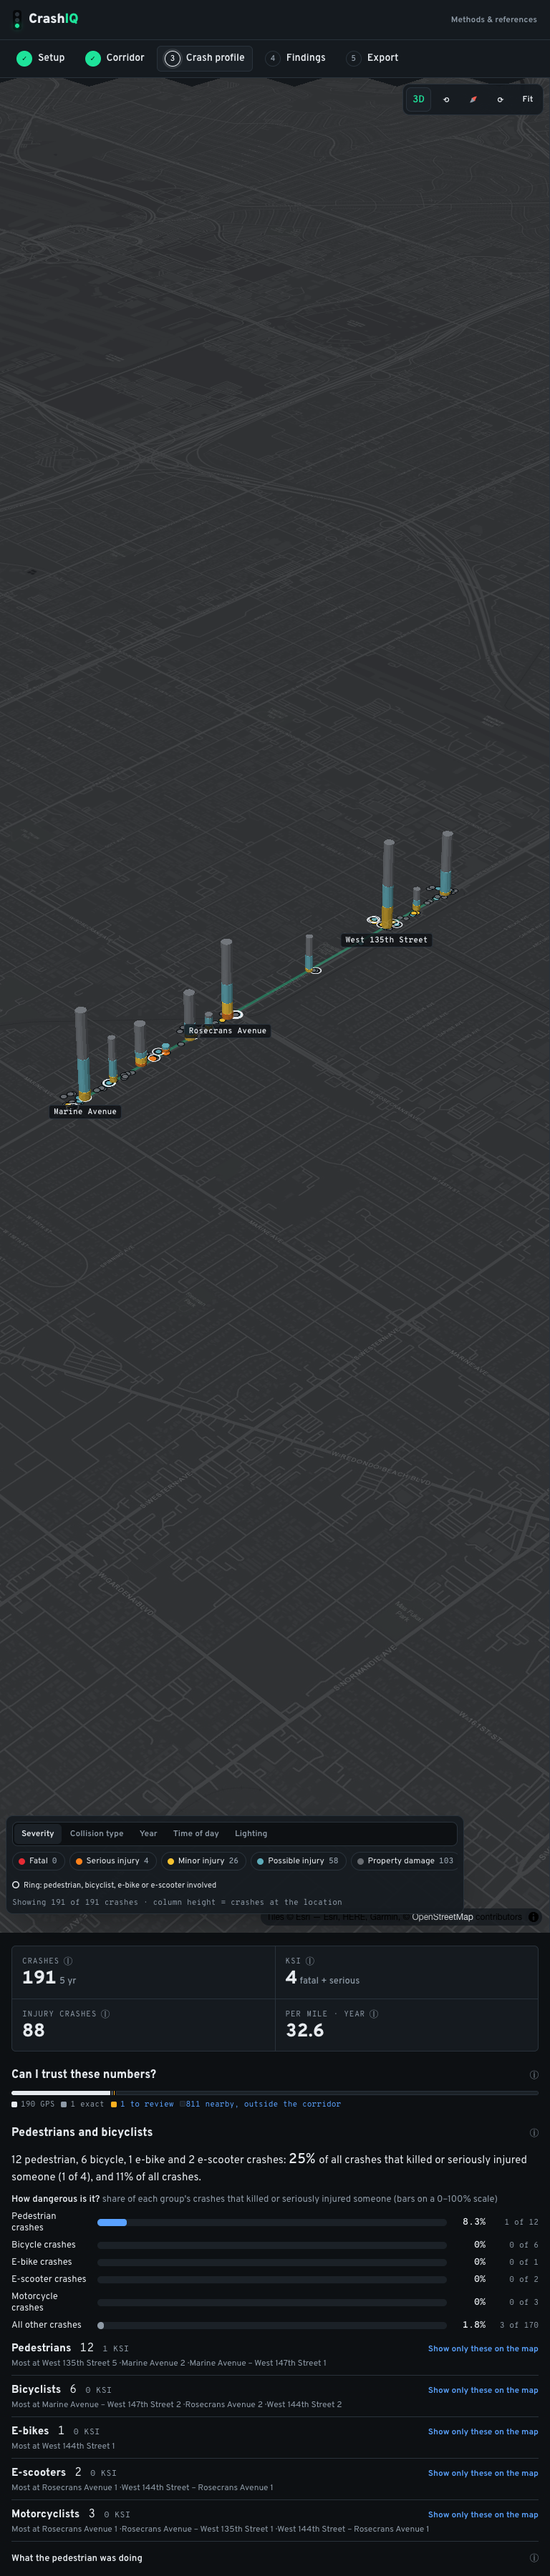 CrashIQ
Methods & references
✓ Setup ✓ Corridor 3 Crash profile 4 Findings 5 Export
3D Fit
West 135th Street
Rosecrans Avenue
Marine Avenue
Severity Collision type Year Time of day Lighting
Fatal 0 Serious injury 4 Minor injury 26 Possible injury 58 Property damage 103
Ring: pedestrian, bicyclist, e-bike or e-scooter involved
Showing 191 of 191 crashes · column height = crashes at the location
OpenStreetMap contributors
CRASHES
191 5 yr
KSI
4 fatal + serious
INJURY CRASHES
88
PER MILE · YEAR
32.6
Can I trust these numbers?
190 GPS 1 exact 1 to review 811 nearby, outside the corridor
Pedestrians and bicyclists
12 pedestrian, 6 bicycle, 1 e-bike and 2 e-scooter crashes: 25% of all crashes that killed or seriously injured
someone (1 of 4), and 11% of all crashes.
How dangerous is it? share of each group's crashes that killed or seriously injured someone (bars on a 0–100% scale)
Pedestrian
crashes
8.3% 1 of 12
Bicycle crashes 0% 0 of 6
E-bike crashes 0% 0 of 1
E-scooter crashes 0% 0 of 2
Motorcycle
crashes
0% 0 of 3
All other crashes 1.8% 3 of 170
Pedestrians 12 1 KSI Show only these on the map
Most at West 135th Street 5 ·Marine Avenue 2 ·Marine Avenue – West 147th Street 1
Bicyclists 6 0 KSI Show only these on the map
Most at Marine Avenue – West 147th Street 2 ·Rosecrans Avenue 2 ·West 144th Street 2
E-bikes 1 0 KSI Show only these on the map
Most at West 144th Street 1
E-scooters 2 0 KSI Show only these on the map
Most at Rosecrans Avenue 1 ·West 144th Street – Rosecrans Avenue 1
Motorcyclists 3 0 KSI Show only these on the map
Most at Rosecrans Avenue 1 ·Rosecrans Avenue – West 135th Street 1 ·West 144th Street – Rosecrans Avenue 1
What the pedestrian was doing